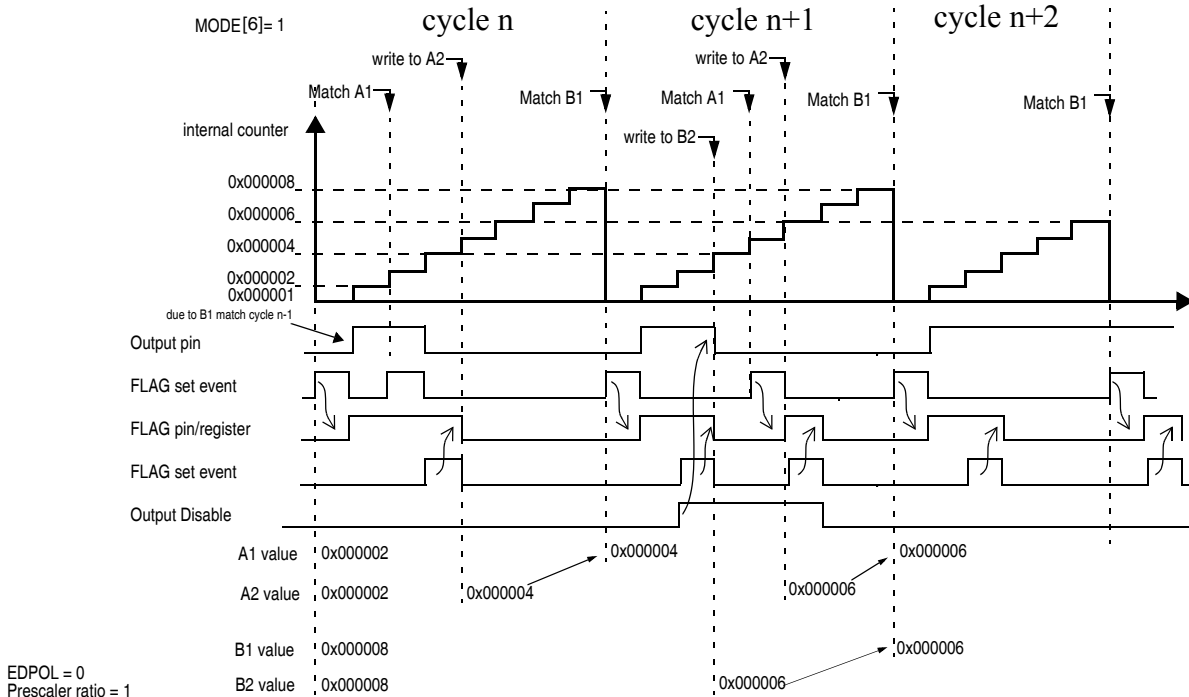 MODE[6]= 1
cycle n
cycle n+1
cycle n+2
write to A2
write to A2
Match A1
Match B1
Match A1
Match B1
Match B1
internal counter
write to B2
0x000008
0x000006
0x000004
0x000002
0x000001
due to B1 match cycle n-1
Output pin
FLAG set event
FLAG pin/register
FLAG set event
Output Disable
A1 value 0x000002 0x000004 0x000006
A2 value 0x000002 0x000004 0x000006
B1 value 0x000008 0x000006
B2 value 0x000008 0x000006
EDPOL = 0
Prescaler ratio = 1